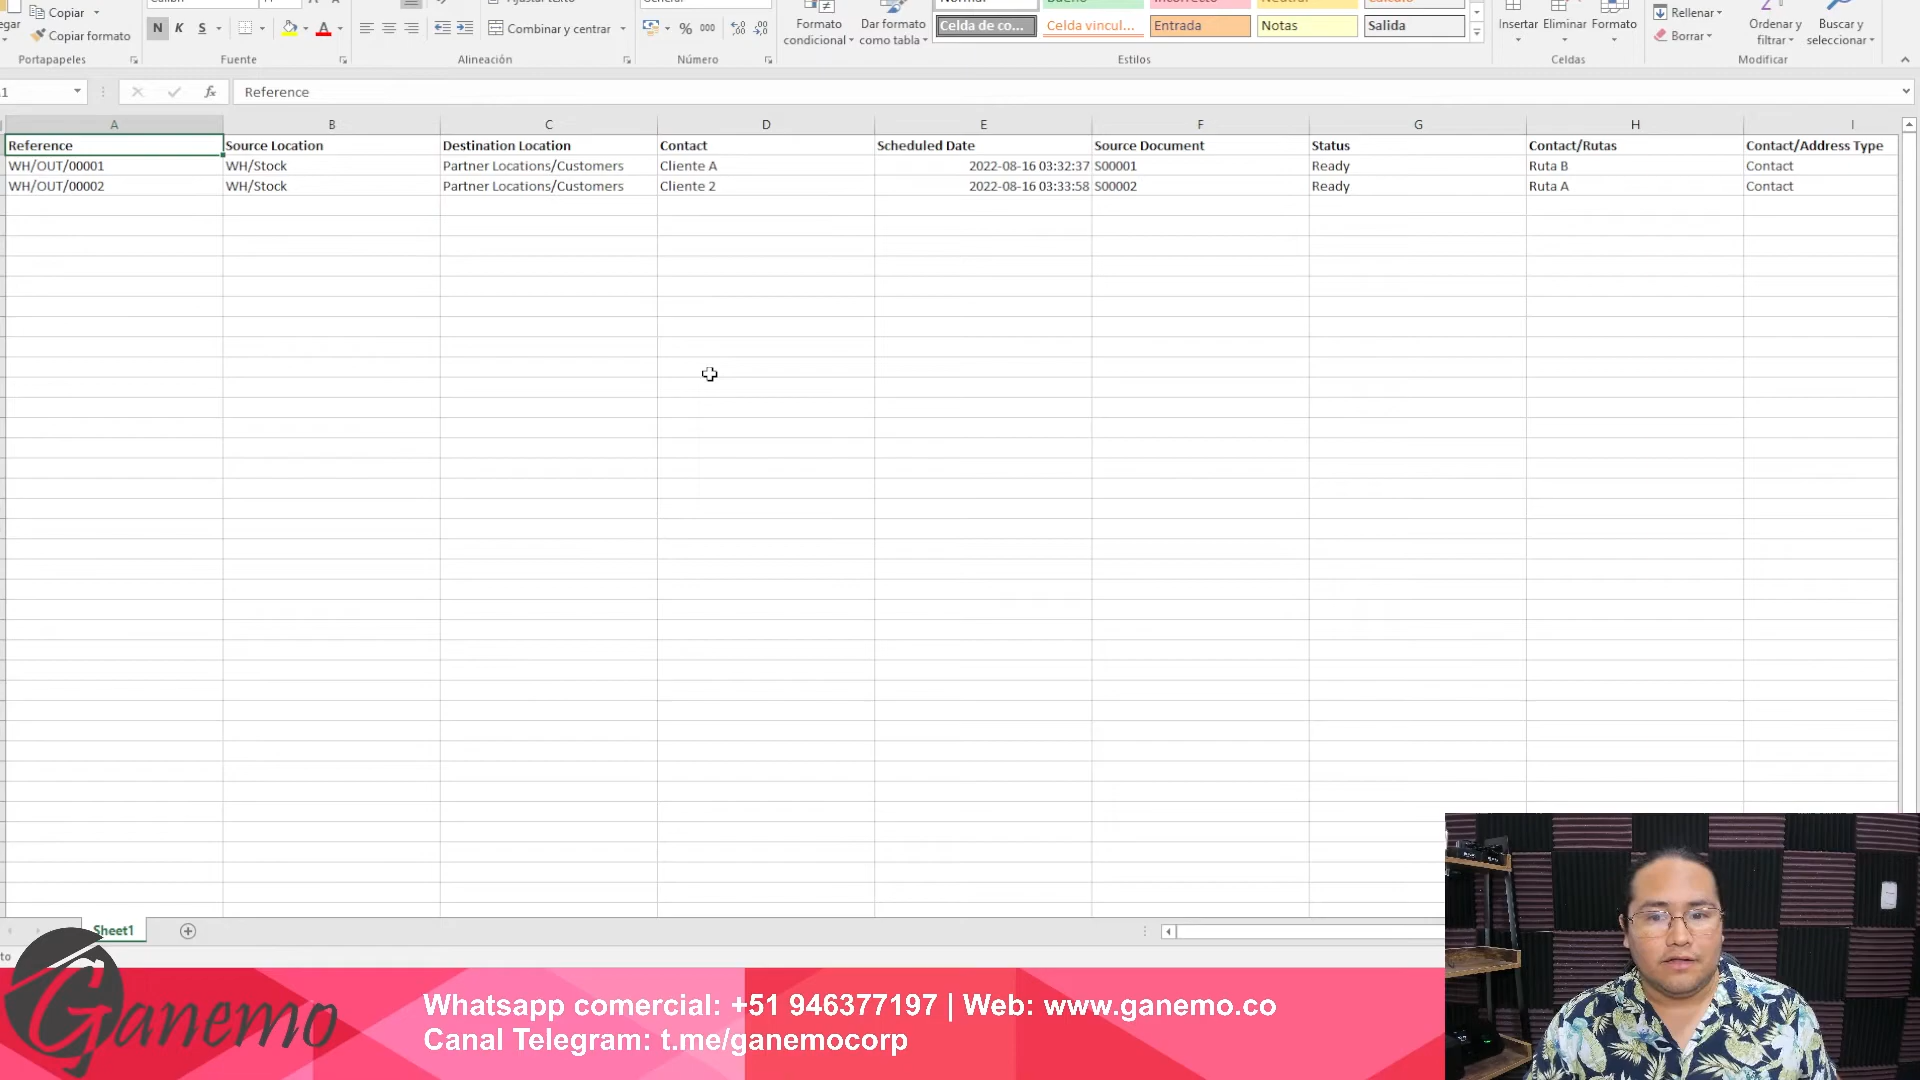 Copiar
Copiar formato
Portapapeles
N K S
Fuente
Alineación
Combinar y centrar
% 000
Número
Formato condicional
Dar formato como tabla
Celda de co...
Celda vincul...
Entrada
Notas
Salida
Estilos
Insertar
Eliminar
Formato
Celdas
Rellenar
Borrar
Ordenar y filtrar
Buscar y seleccionar
Modificar
fx Reference
A B C D E F G H I
Reference Source Location Destination Location Contact Scheduled Date Source Document Status Contact/Rutas Contact/Address Type
WH/OUT/00001 WH/Stock Partner Locations/Customers Cliente A 2022-08-16 03:32:37 S00001 Ready Ruta B Contact
WH/OUT/00002 WH/Stock Partner Locations/Customers Cliente 2 2022-08-16 03:33:58 S00002 Ready Ruta A Contact
Sheet1
Ganemo
Whatsapp comercial: +51 946377197 | Web: www.ganemo.co
Canal Telegram: t.me/ganemocorp